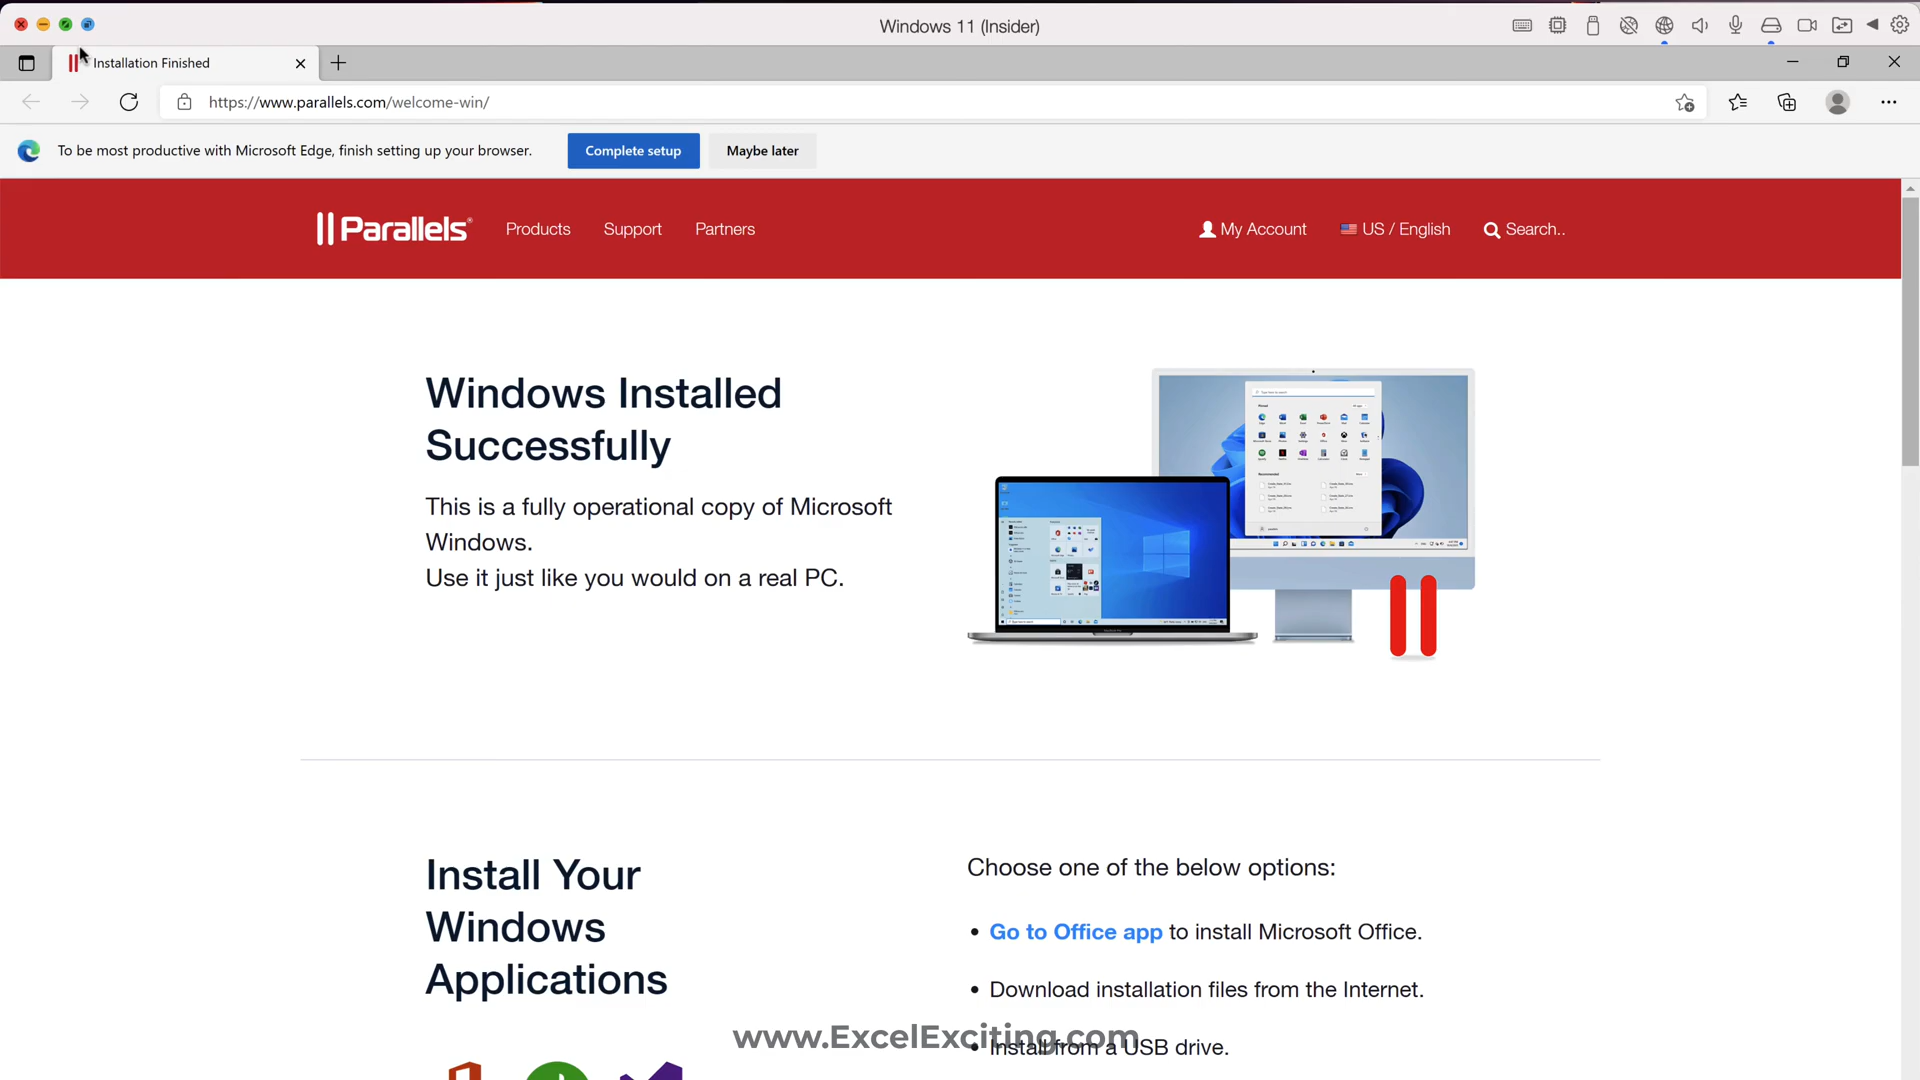 Windows 11 (Insider)
Installation Finished
https://www.parallels.com/welcome-win/
To be most productive with Microsoft Edge, finish setting up your browser.
Complete setup
Maybe later
Parallels®
Products
Support
Partners
My Account
US / English
Search..
Windows Installed
Successfully
This is a fully operational copy of Microsoft
Windows.
Use it just like you would on a real PC.
Install Your
Windows
Applications
Choose one of the below options:
• Go to Office app to install Microsoft Office.
• Download installation files from the Internet.
• Install from a USB drive.
www.ExcelExciting.com